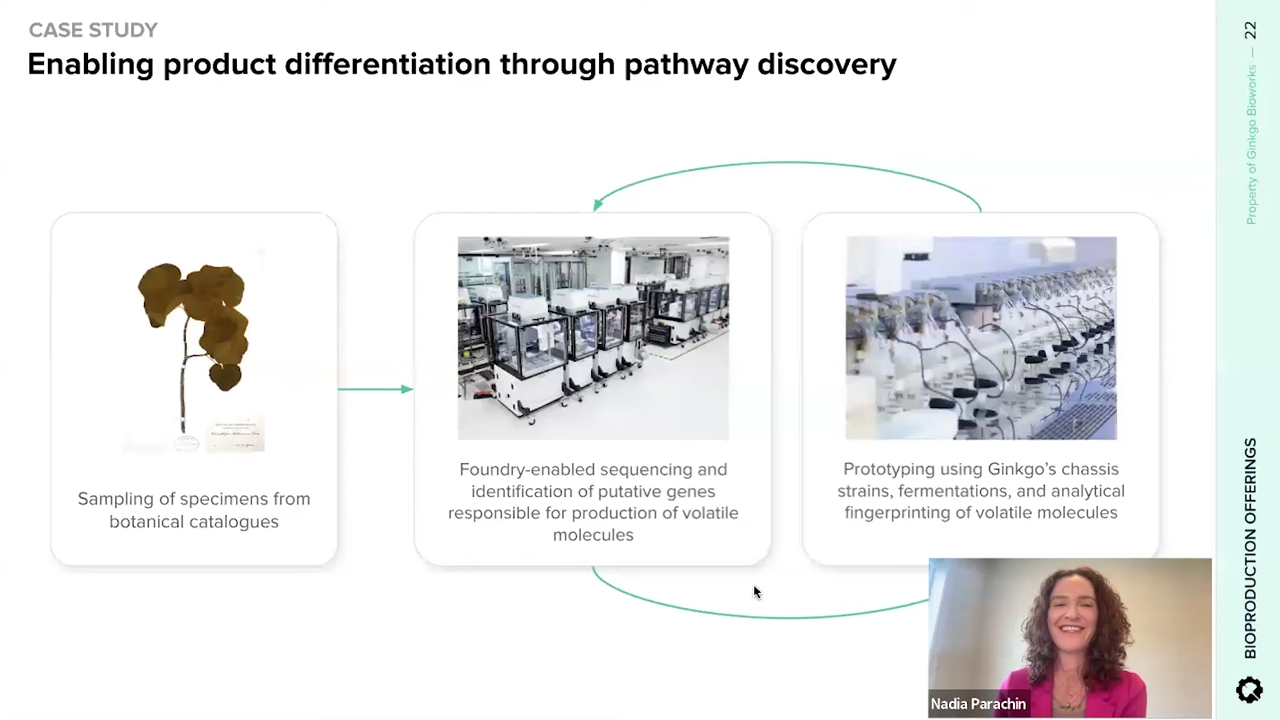 CASE STUDY
Enabling product differentiation through pathway discovery
Sampling of specimens from
botanical catalogues
Foundry-enabled sequencing and
identification of putative genes
responsible for production of volatile
molecules
Prototyping using Ginkgo's chassis
strains, fermentations, and analytical
fingerprinting of volatile molecules
Nadia Parachin
Property of Ginkgo Bioworks — 22
BIOPRODUCTION OFFERINGS